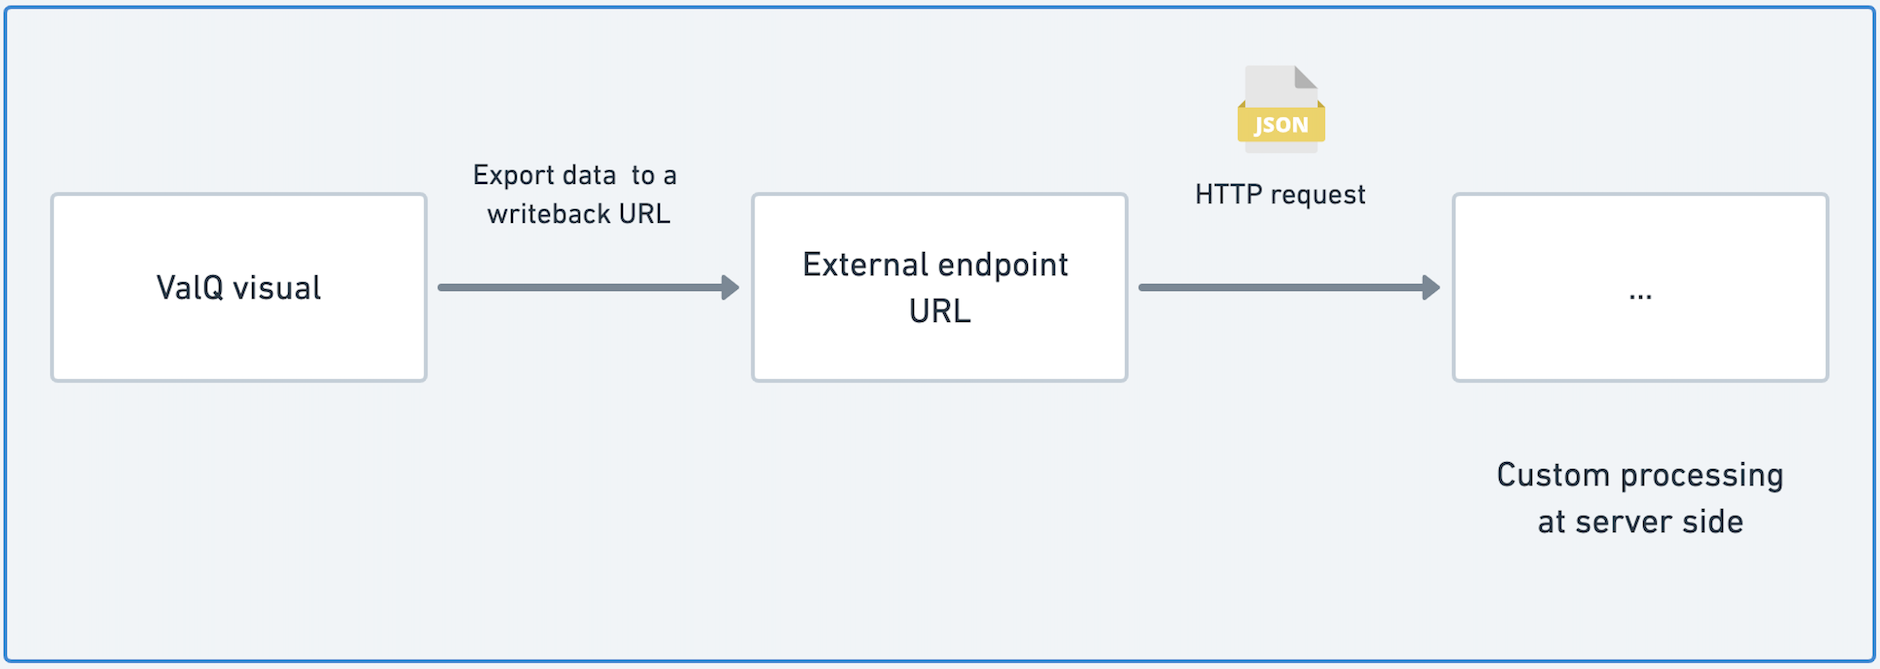 JSON
Export data to a
writeback URL
HTTP request
ValQ visual
External endpoint
URL
...
Custom processing
at server side